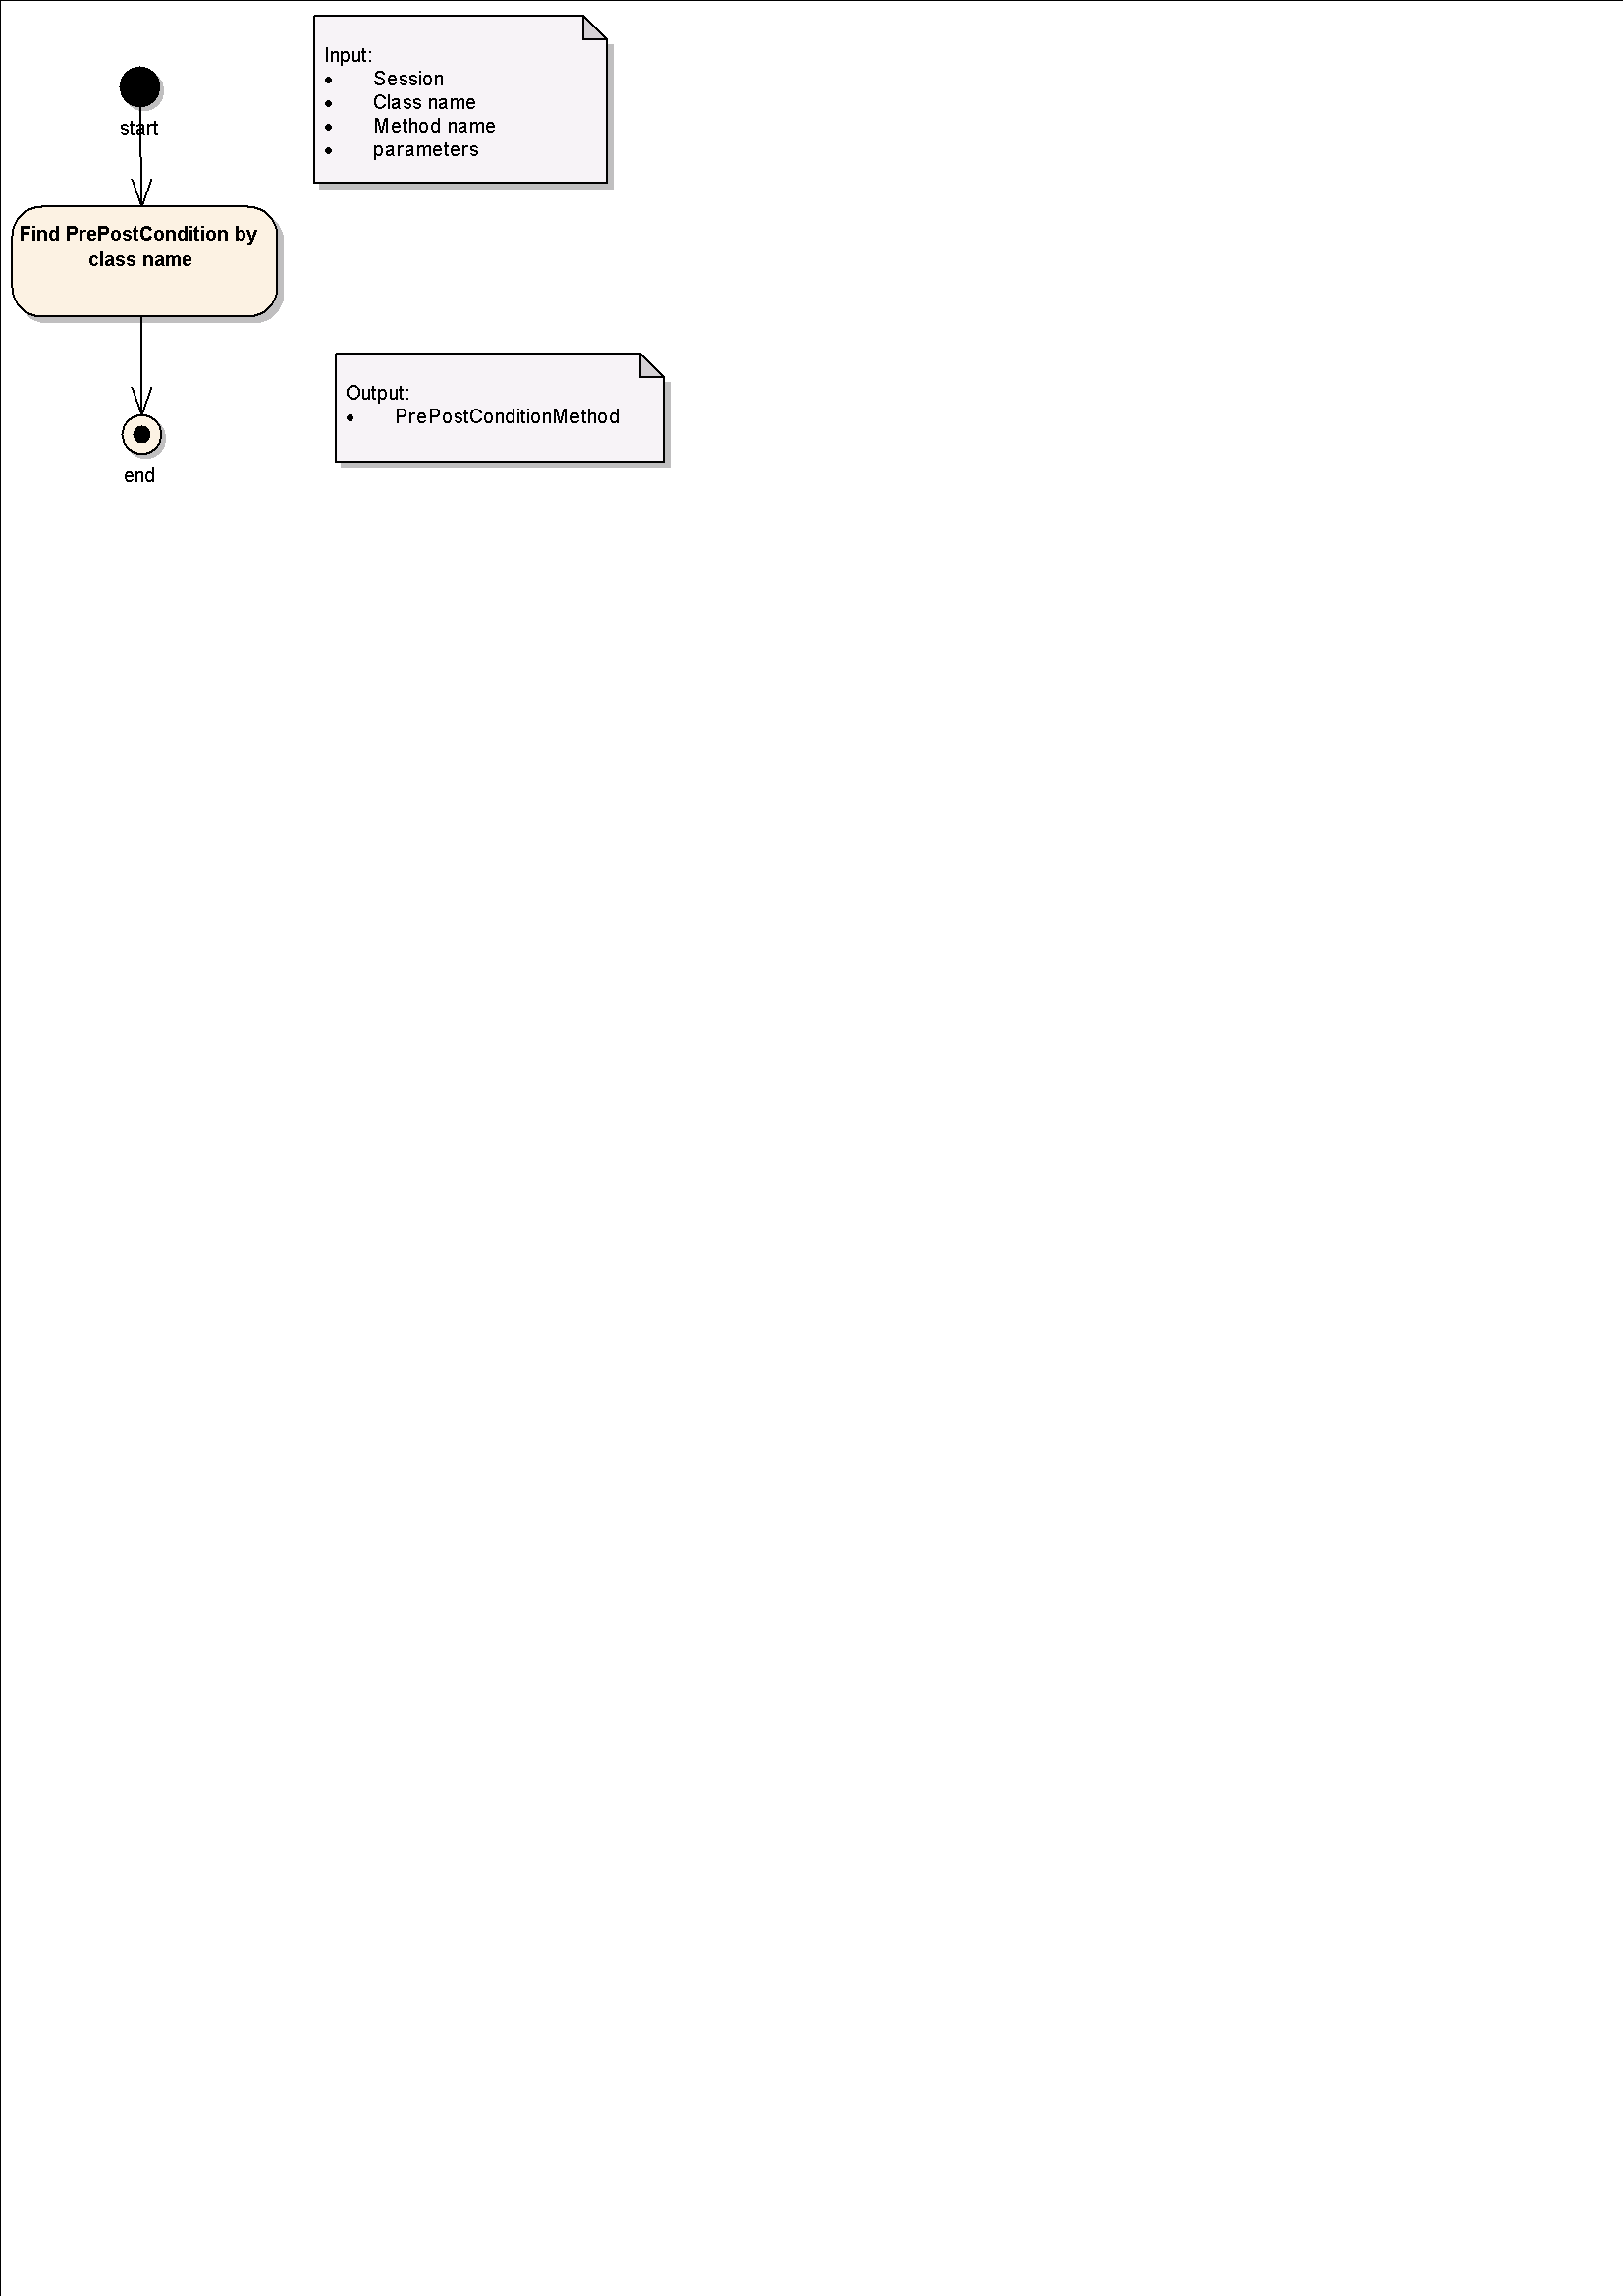 Input:
• Session
• Class name
• Method name
• parameters
start
Find PrePostCondition by
class name
Output:
• PrePostConditionMethod
end